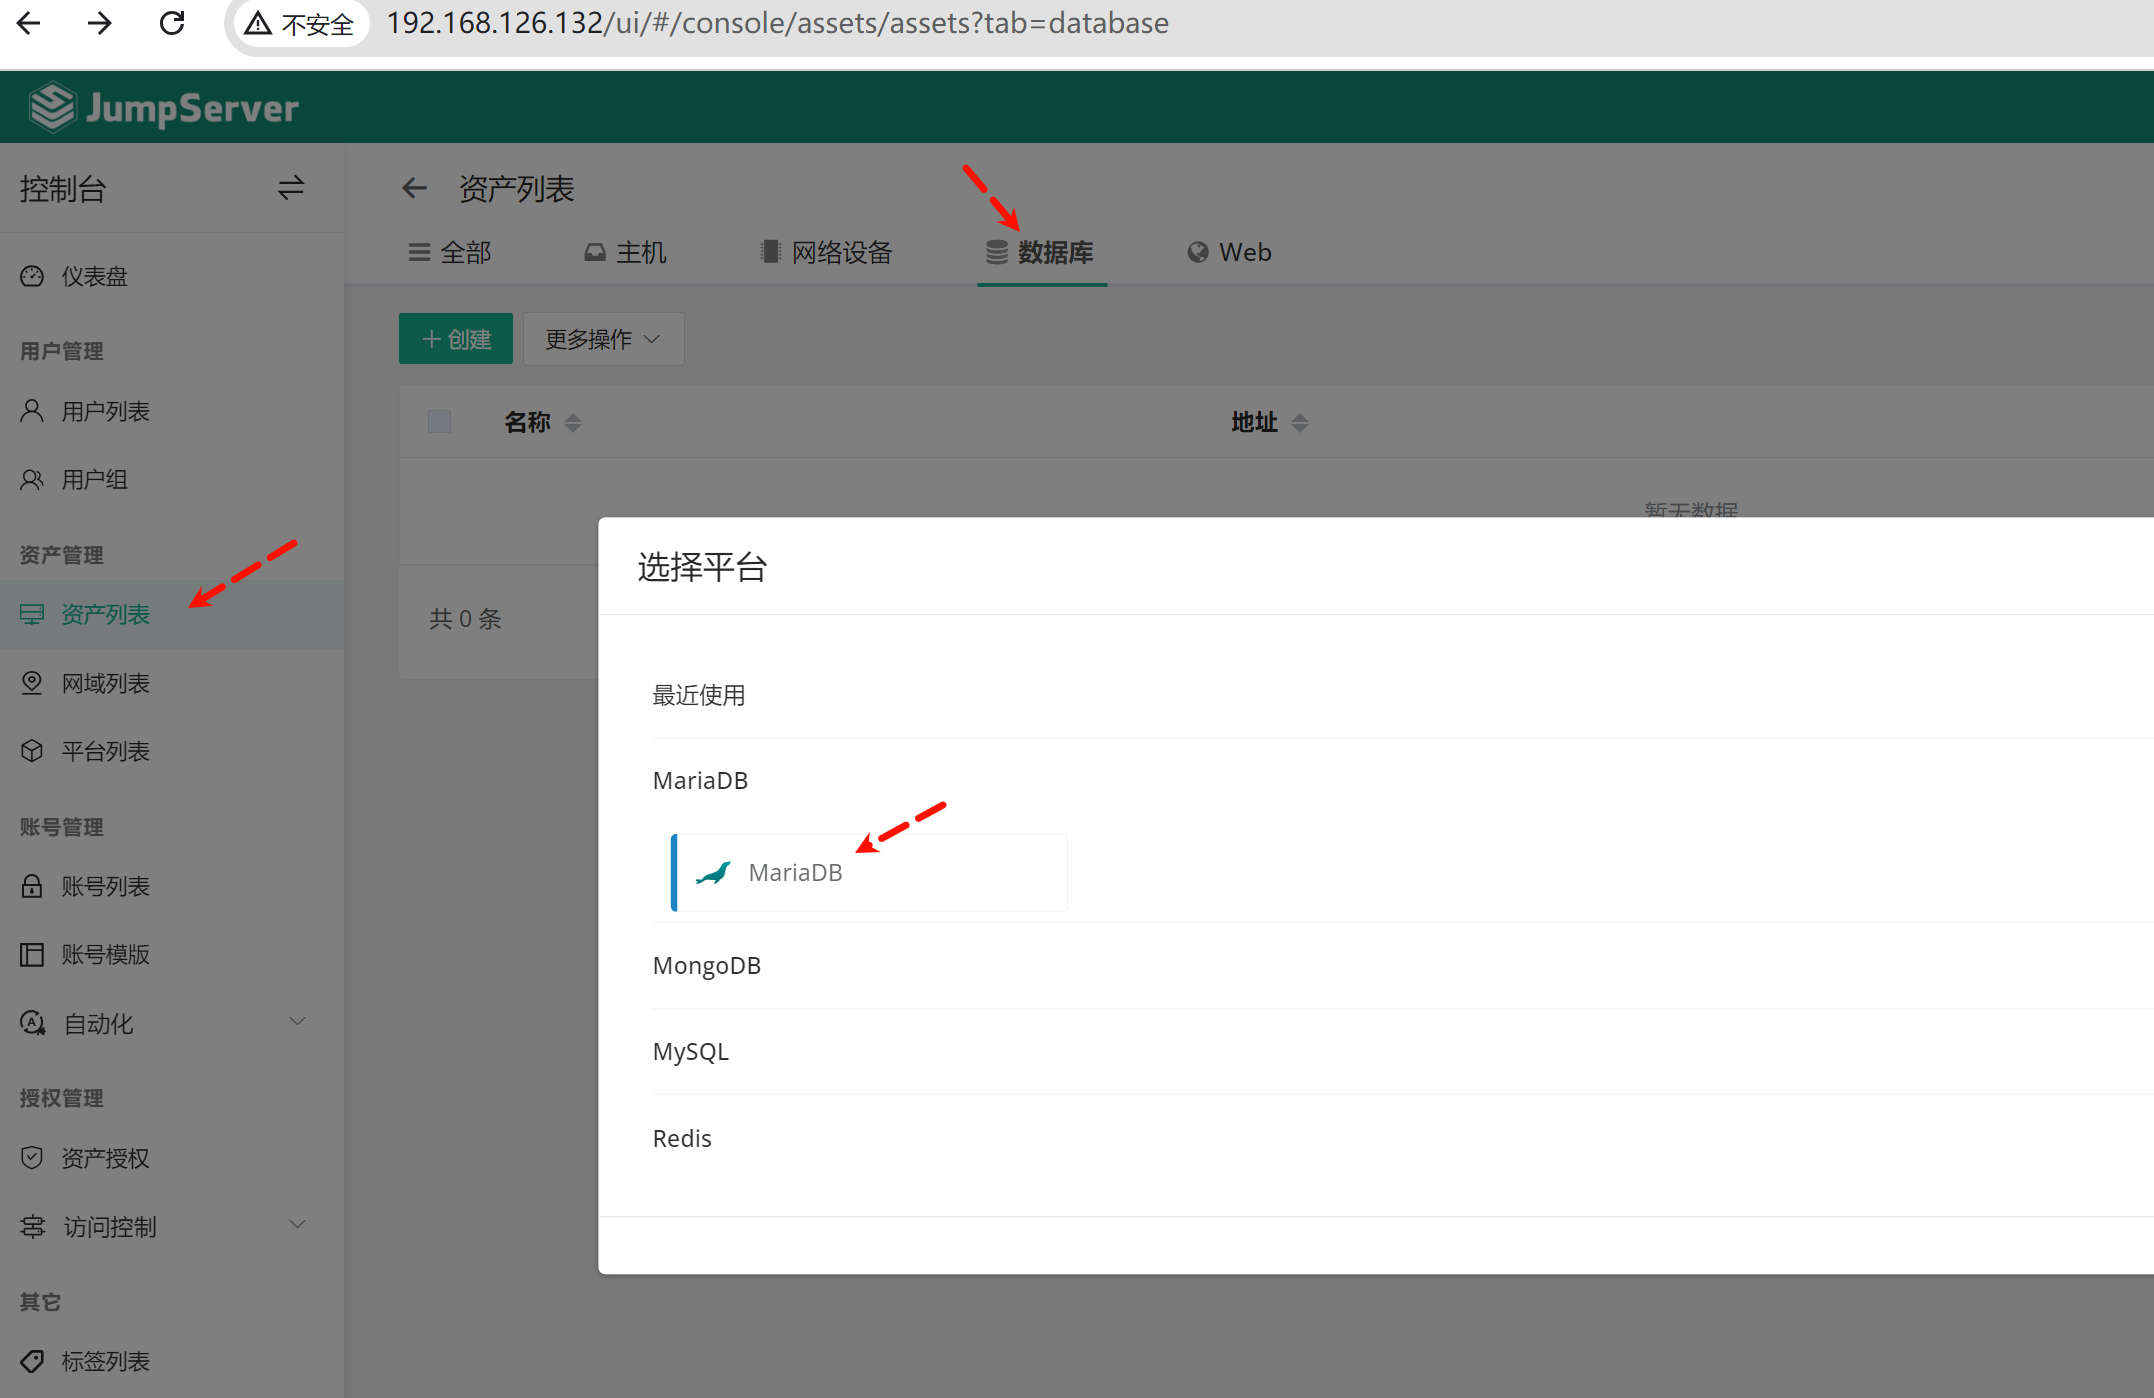 不安全 192.168.126.132/ui/#/console/assets/assets?tab=database
JumpServer
控制台
仪表盘
用户管理
用户列表
用户组
资产管理
资产列表
网域列表
平台列表
账号管理
账号列表
账号模版
自动化
授权管理
资产授权
访问控制
其它
标签列表
资产列表
全部 主机 网络设备 数据库 Web
创建 更多操作
名称 地址
暂无数据
共 0 条
选择平台
最近使用
MariaDB
MariaDB
MongoDB
MySQL
Redis